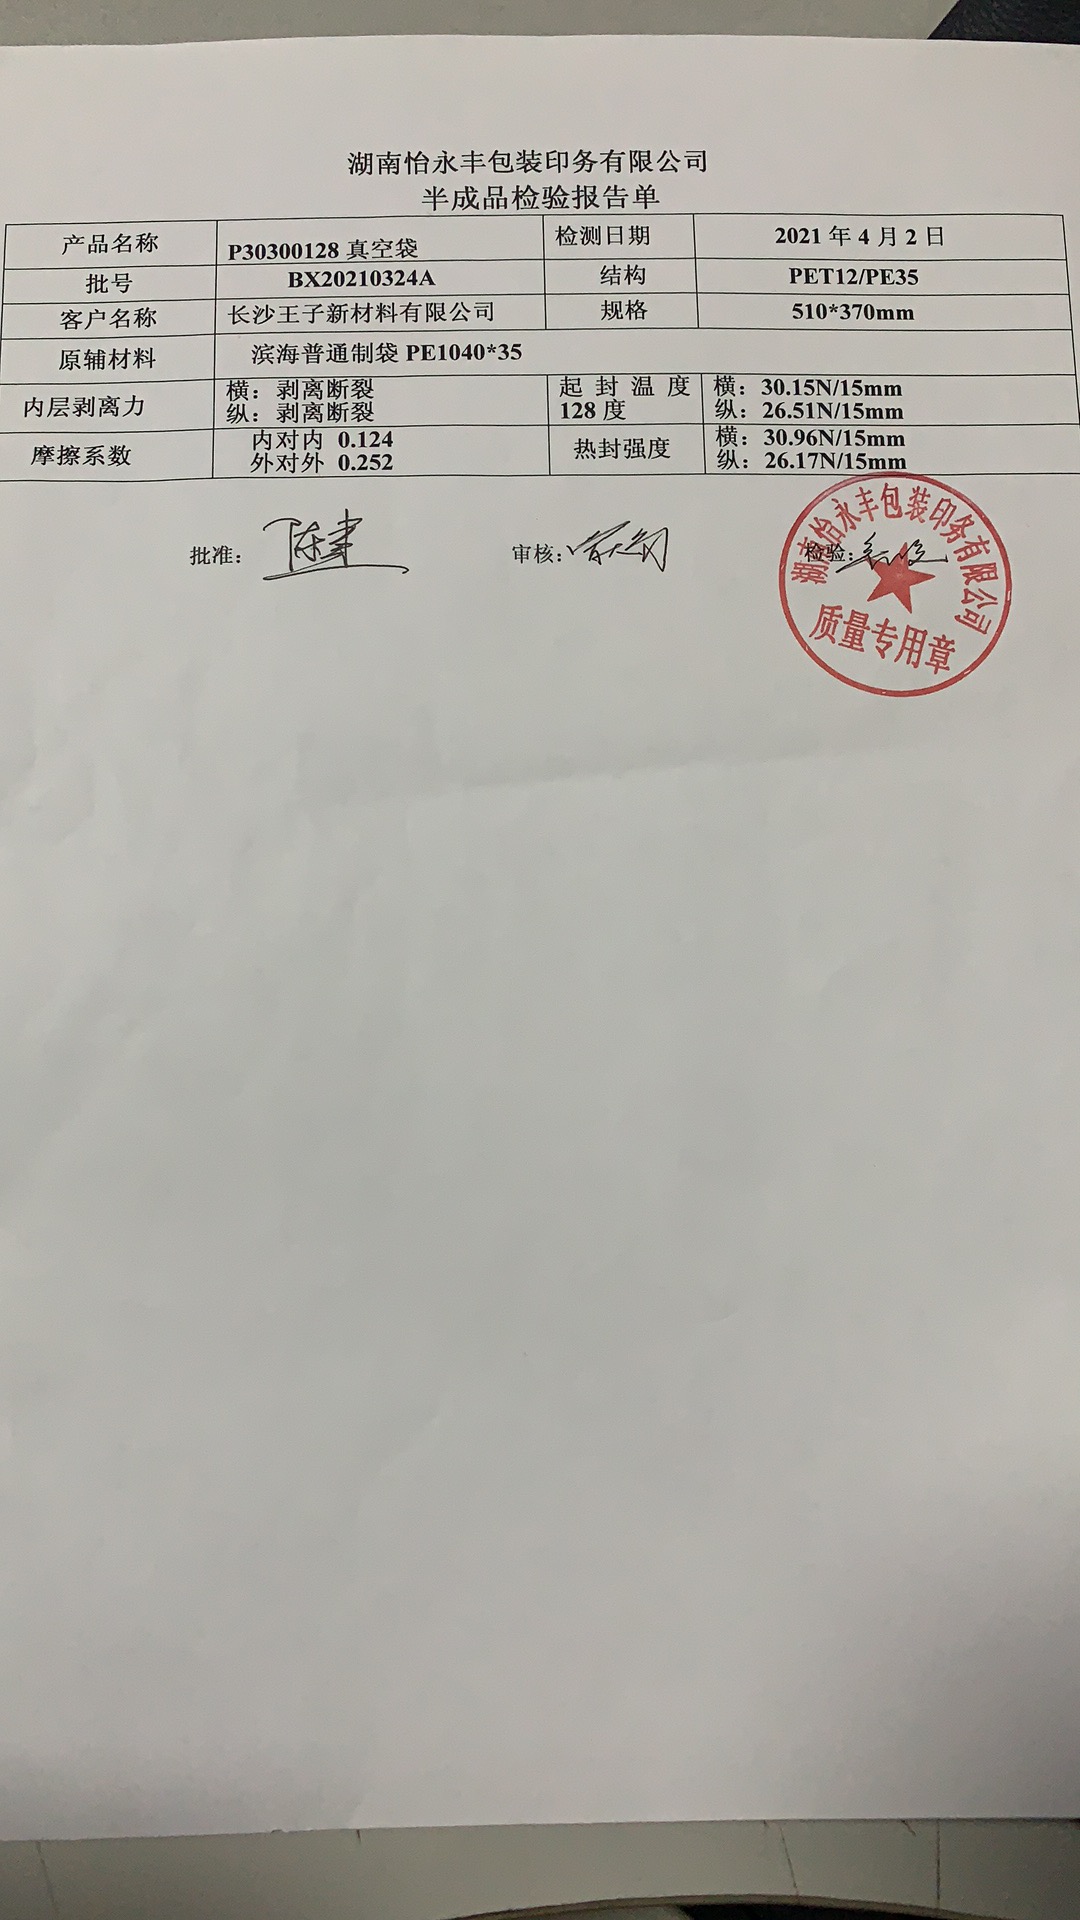 湖南怡永丰包装印务有限公司
半成品检验报告单
产品名称 P30300128 真空袋 检测日期 2021 年 4 月 2 日
批号 BX20210324A 结构 PET12/PE35
客户名称 长沙王子新材料有限公司 规格 510*370mm
原辅材料 滨海普通制袋 PE1040*35
内层剥离力 横：剥离断裂 起封温度 横：30.15N/15mm
纵：剥离断裂 128 度 纵：26.51N/15mm
摩擦系数 内对内 0.124 热封强度 横：30.96N/15mm
外对外 0.252 纵：26.17N/15mm
批准： 审核： 检验：
湖南怡永丰包装印务有限公司
质量专用章